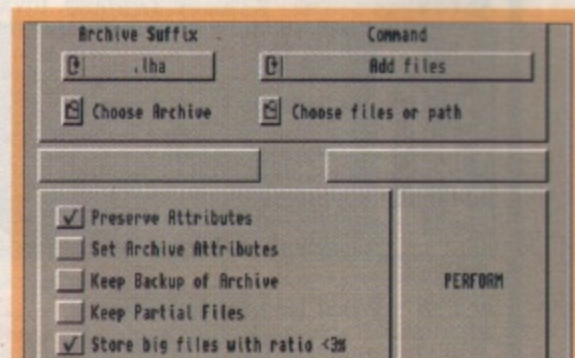 Archive Suffix
Command
.lha
Add files
Choose Archive
Choose files or path
Preserve Attributes
Set Archive Attributes
Keep Backup of Archive
PERFORM
Keep Partial Files
Store big files with ratio <3%